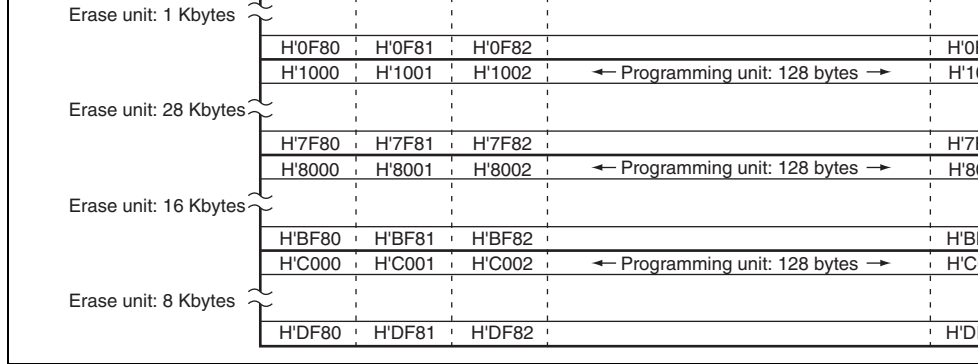 Erase unit: 1 Kbytes
H'0F80 H'0F81 H'0F82
H'1000 H'1001 H'1002 ← Programming unit: 128 bytes →
Erase unit: 28 Kbytes
H'7F80 H'7F81 H'7F82
H'8000 H'8001 H'8002 ← Programming unit: 128 bytes →
Erase unit: 16 Kbytes
H'BF80 H'BF81 H'BF82
H'C000 H'C001 H'C002 ← Programming unit: 128 bytes →
Erase unit: 8 Kbytes
H'DF80 H'DF81 H'DF82